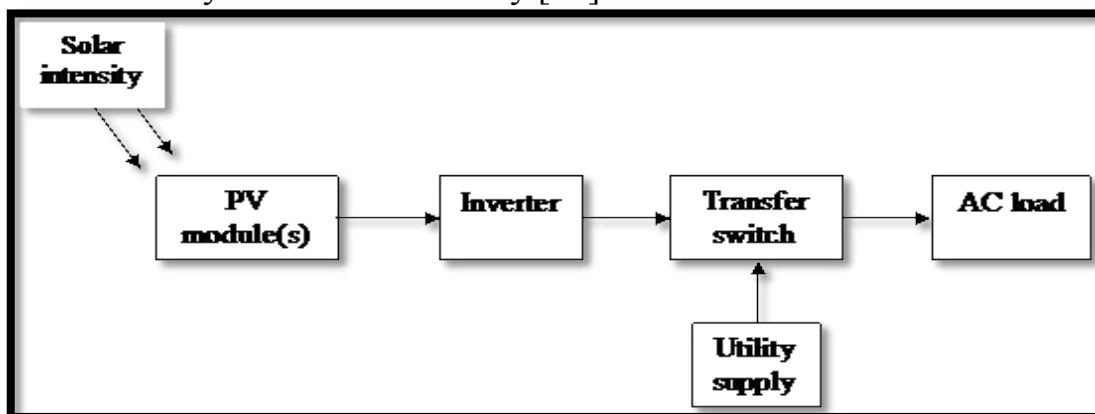 Solar
intensity
PV
module(s)
Inverter
Transfer
switch
AC load
Utility
supply